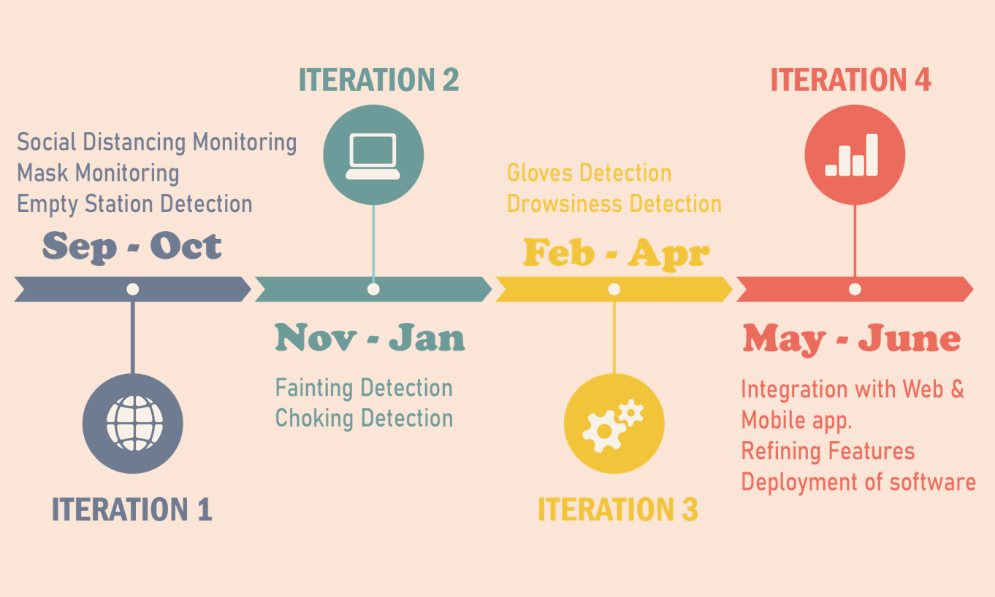 Social Distancing Monitoring
Mask Monitoring
Empty Station Detection
Sep - Oct
ITERATION 1
ITERATION 2
Nov - Jan
Fainting Detection
Choking Detection
Gloves Detection
Drowsiness Detection
Feb - Apr
ITERATION 3
ITERATION 4
May - June
Integration with Web &
Mobile app.
Refining Features
Deployment of software